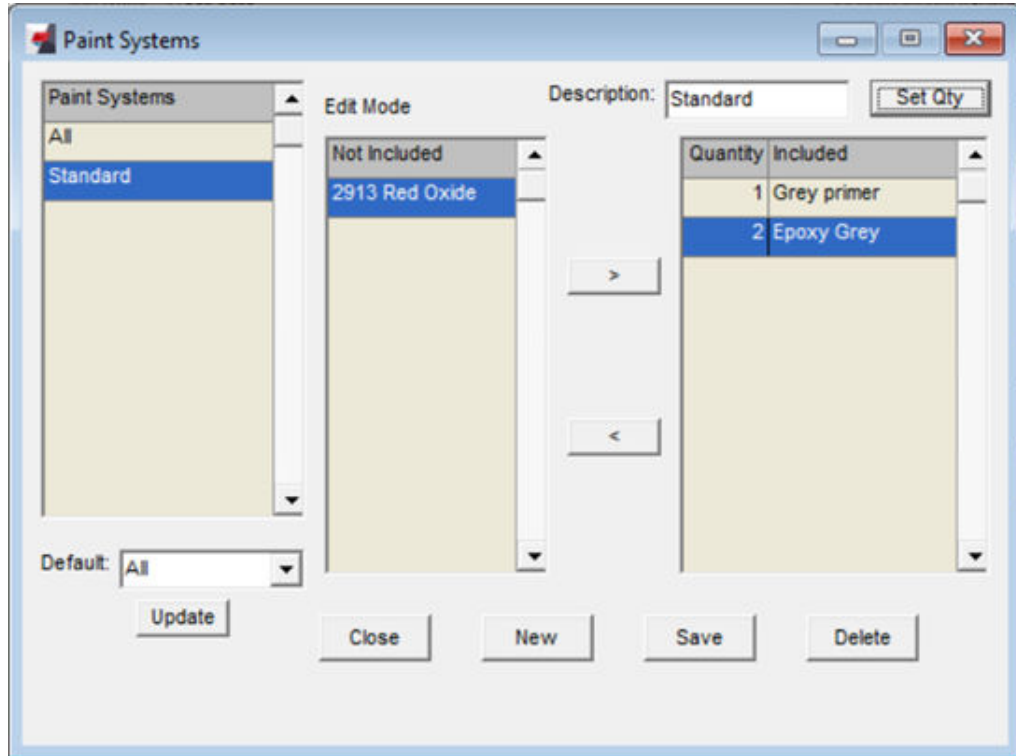 Paint Systems
Paint Systems
All
Standard
Default: All
Update
Edit Mode
Description: Standard
Set Qty
Not Included
2913 Red Oxide
>
<
Quantity Included
1 Grey primer
2 Epoxy Grey
Close New Save Delete